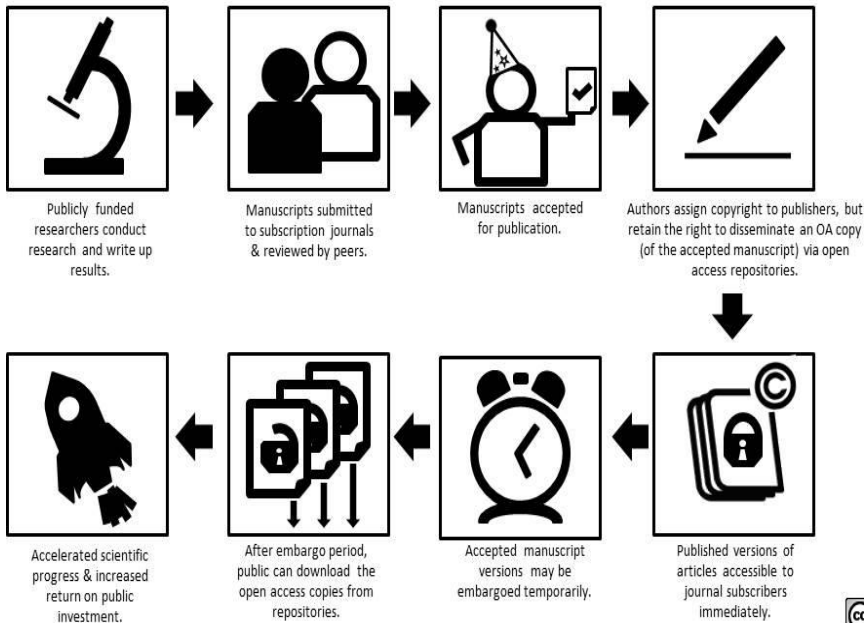 Publicly funded
researchers conduct
research and write up
results.
Manuscripts submitted
to subscription journals
& reviewed by peers.
Manuscripts accepted
for publication.
Authors assign copyright to publishers, but
retain the right to disseminate an OA copy
(of the accepted manuscript) via open
access repositories.
C
Accelerated scientific
progress & increased
return on public
investment.
After embargo period,
public can download the
open access copies from
repositories.
Accepted manuscript
versions may be
embargoed temporarily.
Published versions of
articles accessible to
journal subscribers
immediately.